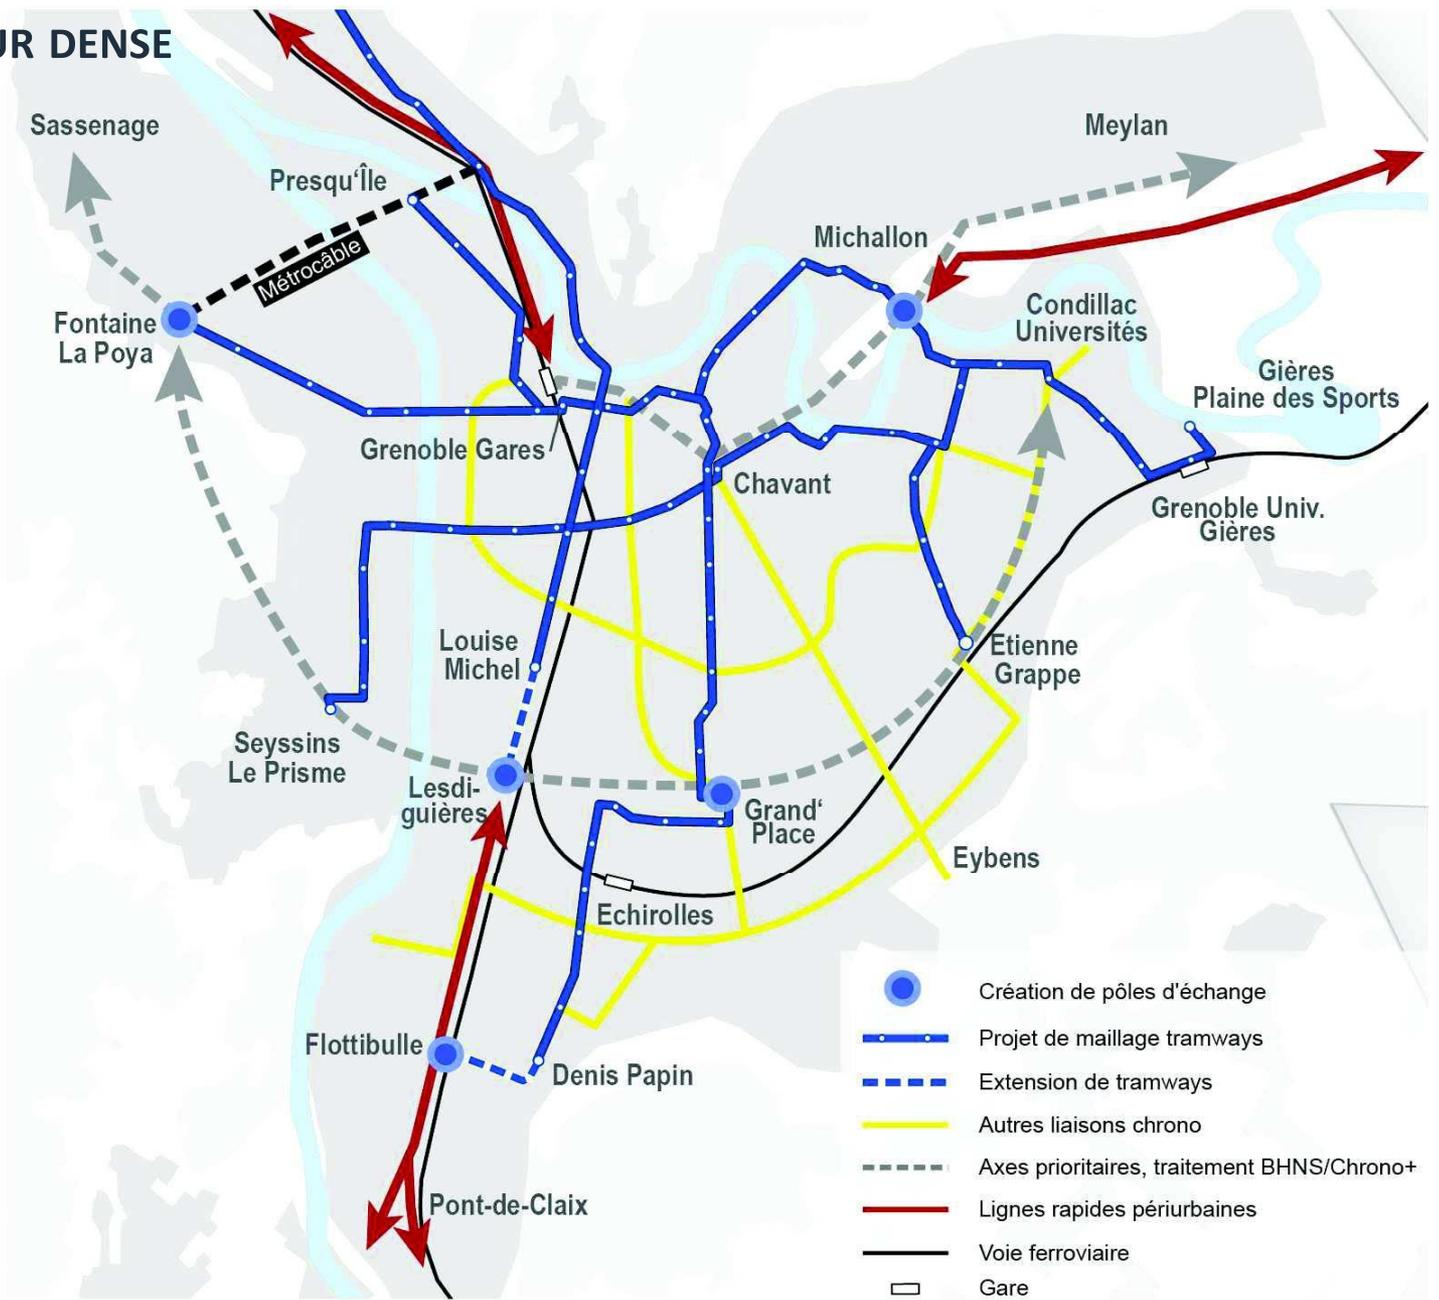 UR DENSE
Sassenage
Meylan
Presqu'Île
Michallon
Métrocâble
Condillac
Universités
Fontaine
La Poya
Gières
Plaine des Sports
Grenoble Gares
Chavant
Grenoble Univ.
Gières
Louise
Michel
Etienne
Grappe
Seyssins
Le Prisme
Lesdi-
guières
Grand'
Place
Eybens
Echirolles
Flottibulle
Denis Papin
Pont-de-Claix
Création de pôles d'échange
Projet de maillage tramways
Extension de tramways
Autres liaisons chrono
Axes prioritaires, traitement BHNS/Chrono+
Lignes rapides périurbaines
Voie ferroviaire
Gare